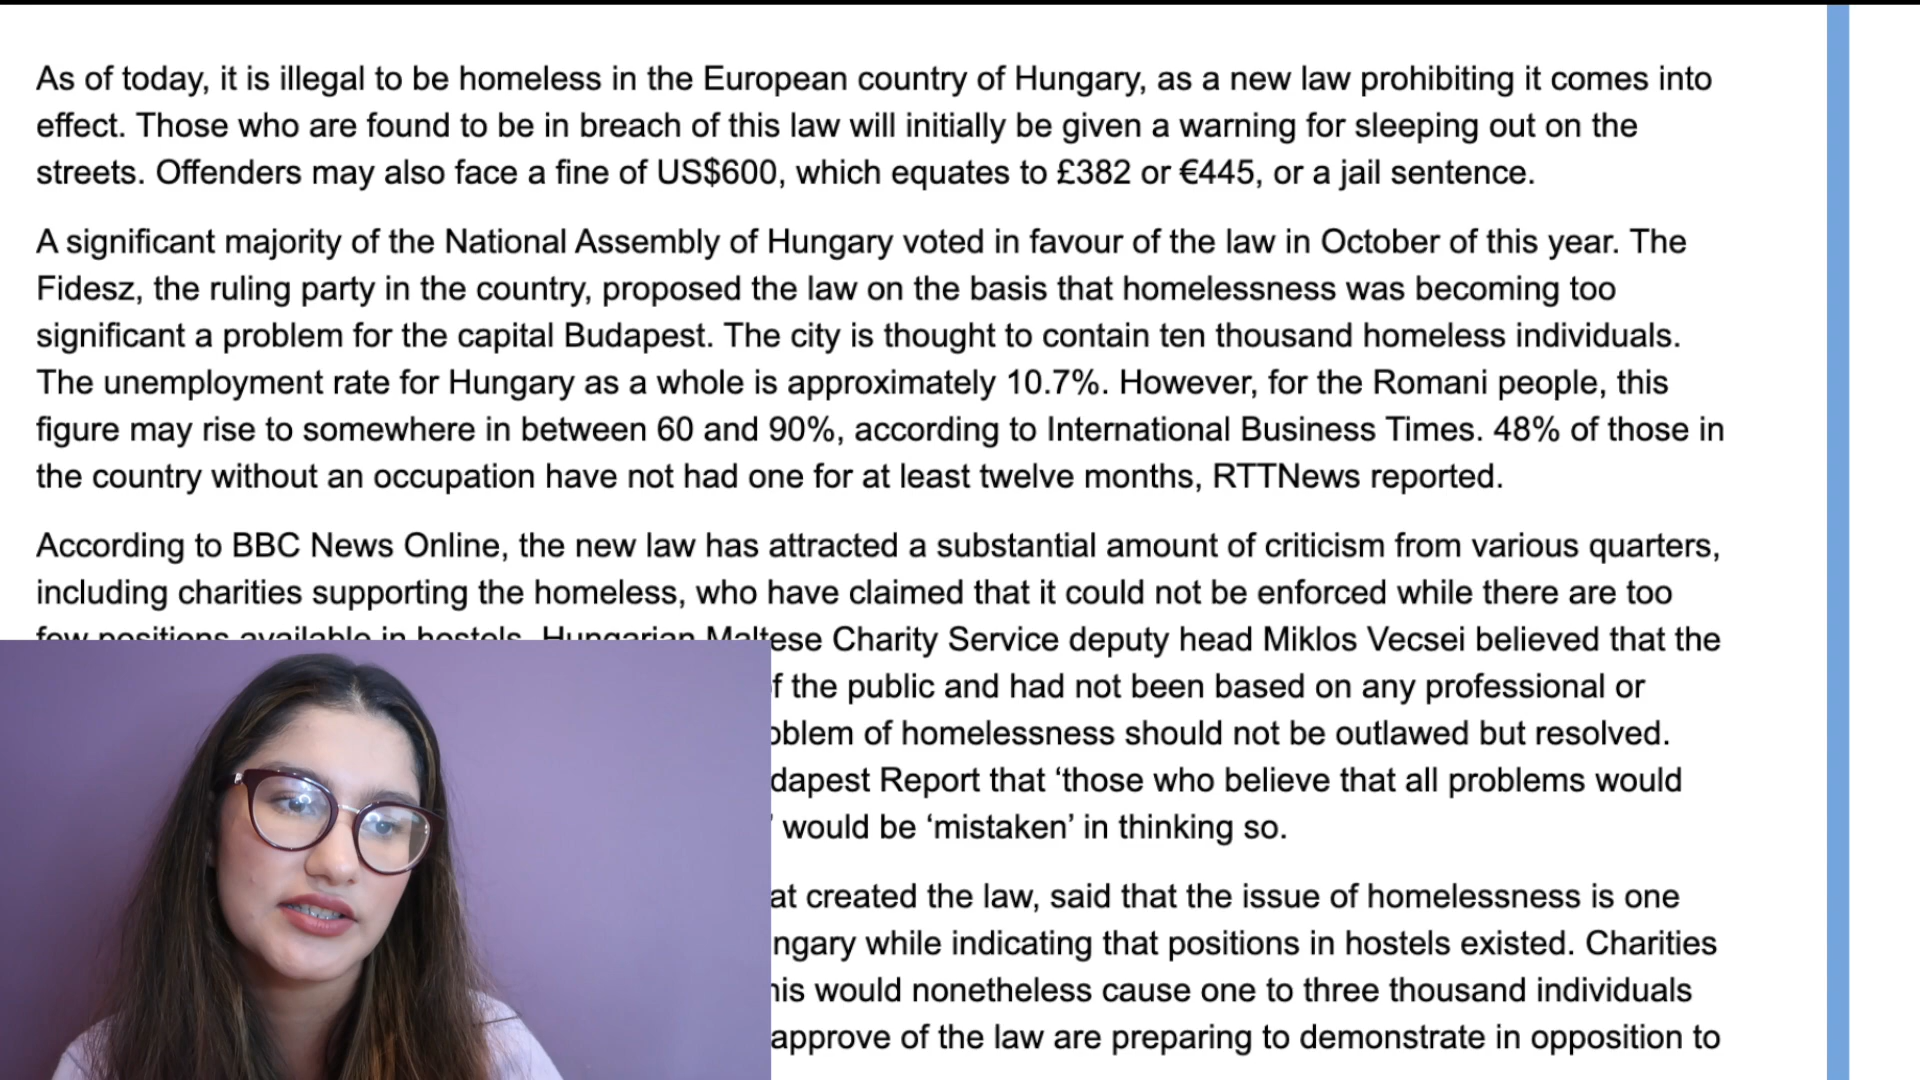 As of today, it is illegal to be homeless in the European country of Hungary, as a new law prohibiting it comes into
effect. Those who are found to be in breach of this law will initially be given a warning for sleeping out on the
streets. Offenders may also face a fine of US$600, which equates to £382 or €445, or a jail sentence.
A significant majority of the National Assembly of Hungary voted in favour of the law in October of this year. The
Fidesz, the ruling party in the country, proposed the law on the basis that homelessness was becoming too
significant a problem for the capital Budapest. The city is thought to contain ten thousand homeless individuals.
The unemployment rate for Hungary as a whole is approximately 10.7%. However, for the Romani people, this
figure may rise to somewhere in between 60 and 90%, according to International Business Times. 48% of those in
the country without an occupation have not had one for at least twelve months, RTTNews reported.
According to BBC News Online, the new law has attracted a substantial amount of criticism from various quarters,
including charities supporting the homeless, who have claimed that it could not be enforced while there are too
few positions available in hostels. Hungarian Maltese Charity Service deputy head Miklos Vecsei believed that the
the public and had not been based on any professional or
of homelessness should not be outlawed but resolved.
Report that ‘those who believe that all problems would
’ would be ‘mistaken’ in thinking so.
created the law, said that the issue of homelessness is one
while indicating that positions in hostels existed. Charities
would nonetheless cause one to three thousand individuals
approve of the law are preparing to demonstrate in opposition to